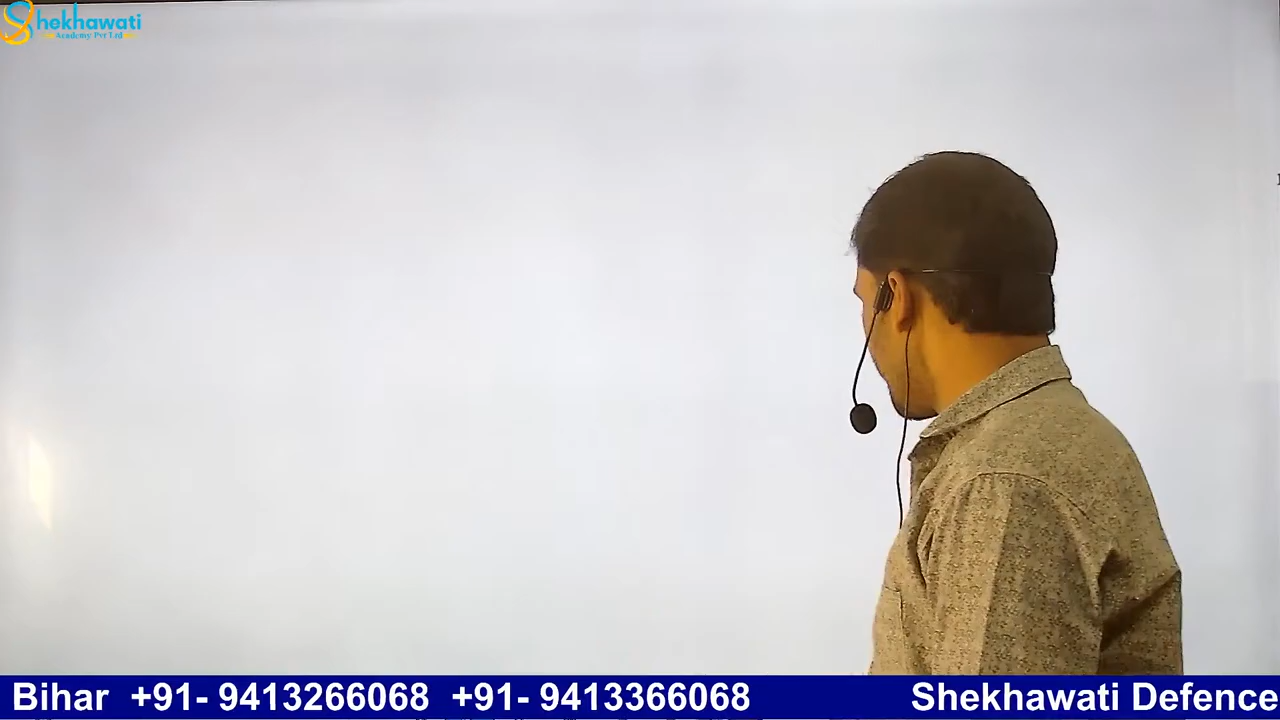 Shekhawati
Academy Pvt Ltd
Bihar +91- 9413266068 +91- 9413366068 Shekhawati Defence